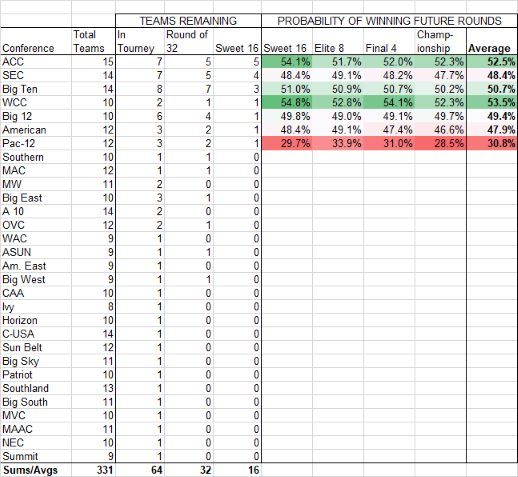 TEAMS REMAINING PROBABILITY OF WINNING FUTURE ROUNDS
Total In Round of Champ-
Conference Teams Tourney 32 Sweet 16 Sweet 16 Elite 8 Final 4 ionship Average
ACC 15 7 5 5 54.1% 51.7% 52.0% 52.3% 52.5%
SEC 14 7 5 4 48.4% 49.1% 48.2% 47.7% 48.4%
Big Ten 14 8 7 3 51.0% 50.9% 50.7% 50.2% 50.7%
WCC 10 2 1 1 54.8% 52.8% 54.1% 52.3% 53.5%
Big 12 10 6 4 1 49.8% 49.0% 49.1% 49.7% 49.4%
American 12 3 2 1 48.4% 49.1% 47.4% 46.6% 47.9%
Pac-12 12 3 2 1 29.7% 33.9% 31.0% 28.5% 30.8%
Southern 10 1 1 0
MAC 12 1 1 0
MW 11 2 0 0
Big East 10 3 1 0
A 10 14 2 0 0
OVC 12 2 1 0
WAC 9 1 0 0
ASUN 9 1 1 0
Am. East 9 1 0 0
Big West 9 1 1 0
CAA 10 1 0 0
Ivy 8 1 0 0
Horizon 10 1 0 0
C-USA 14 1 0 0
Sun Belt 12 1 0 0
Big Sky 11 1 0 0
Patriot 10 1 0 0
Southland 13 1 0 0
Big South 11 1 0 0
MVC 10 1 0 0
MAAC 11 1 0 0
NEC 10 1 0 0
Summit 9 1 0 0
Sums/Avgs 331 64 32 16